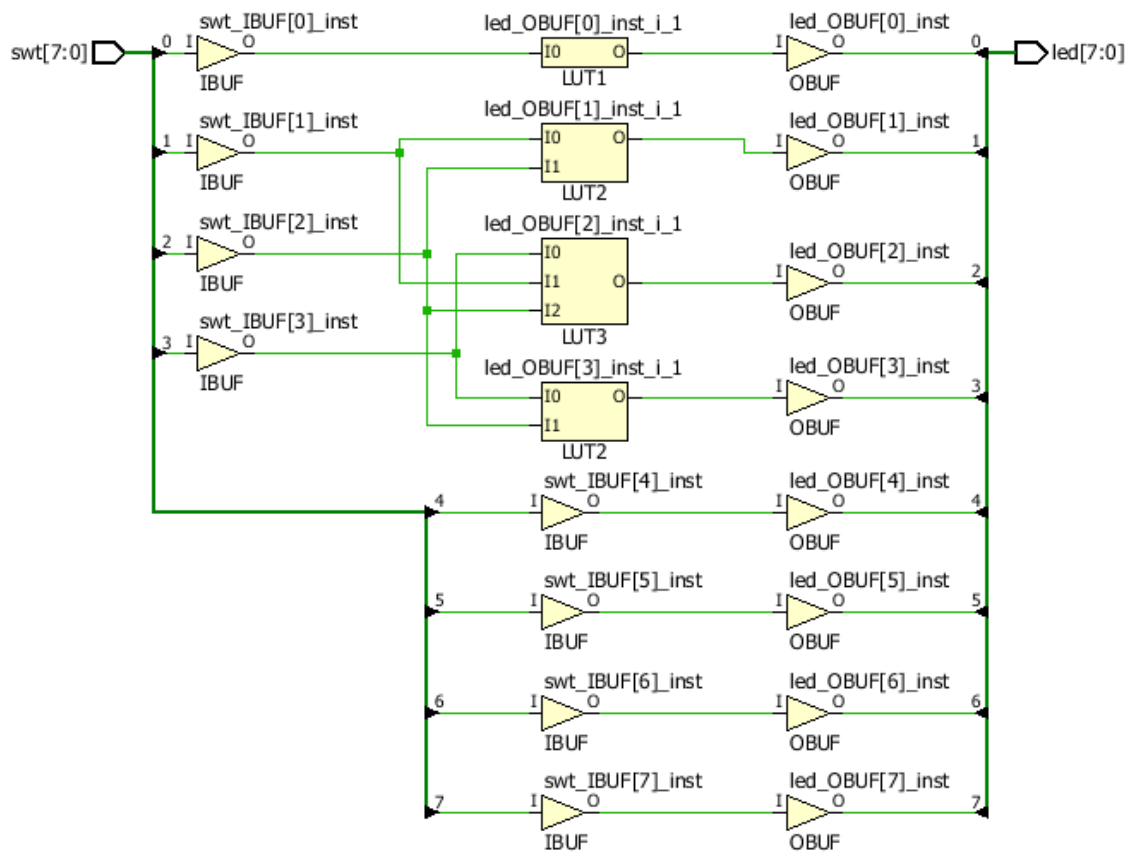 swt_IBUF[0]_inst led_OBUF[0]_inst_i_1 led_OBUF[0]_inst
swt[7:0] 0 I O I0 O I O 0 led[7:0]
IBUF LUT1 OBUF
swt_IBUF[1]_inst led_OBUF[1]_inst_i_1 led_OBUF[1]_inst
1 I O I0 O I O 1
I1
IBUF LUT2 OBUF
swt_IBUF[2]_inst led_OBUF[2]_inst_i_1 led_OBUF[2]_inst
2 I O I0
IBUF I1 O I O 2
I2
OBUF
swt_IBUF[3]_inst LUT3
3 I O
IBUF led_OBUF[3]_inst_i_1 led_OBUF[3]_inst
I0 O I O 3
I1
LUT2 OBUF
swt_IBUF[4]_inst led_OBUF[4]_inst
4 I O I O 4
IBUF OBUF
swt_IBUF[5]_inst led_OBUF[5]_inst
5 I O I O 5
IBUF OBUF
swt_IBUF[6]_inst led_OBUF[6]_inst
6 I O I O 6
IBUF OBUF
swt_IBUF[7]_inst led_OBUF[7]_inst
7 I O I O 7
IBUF OBUF